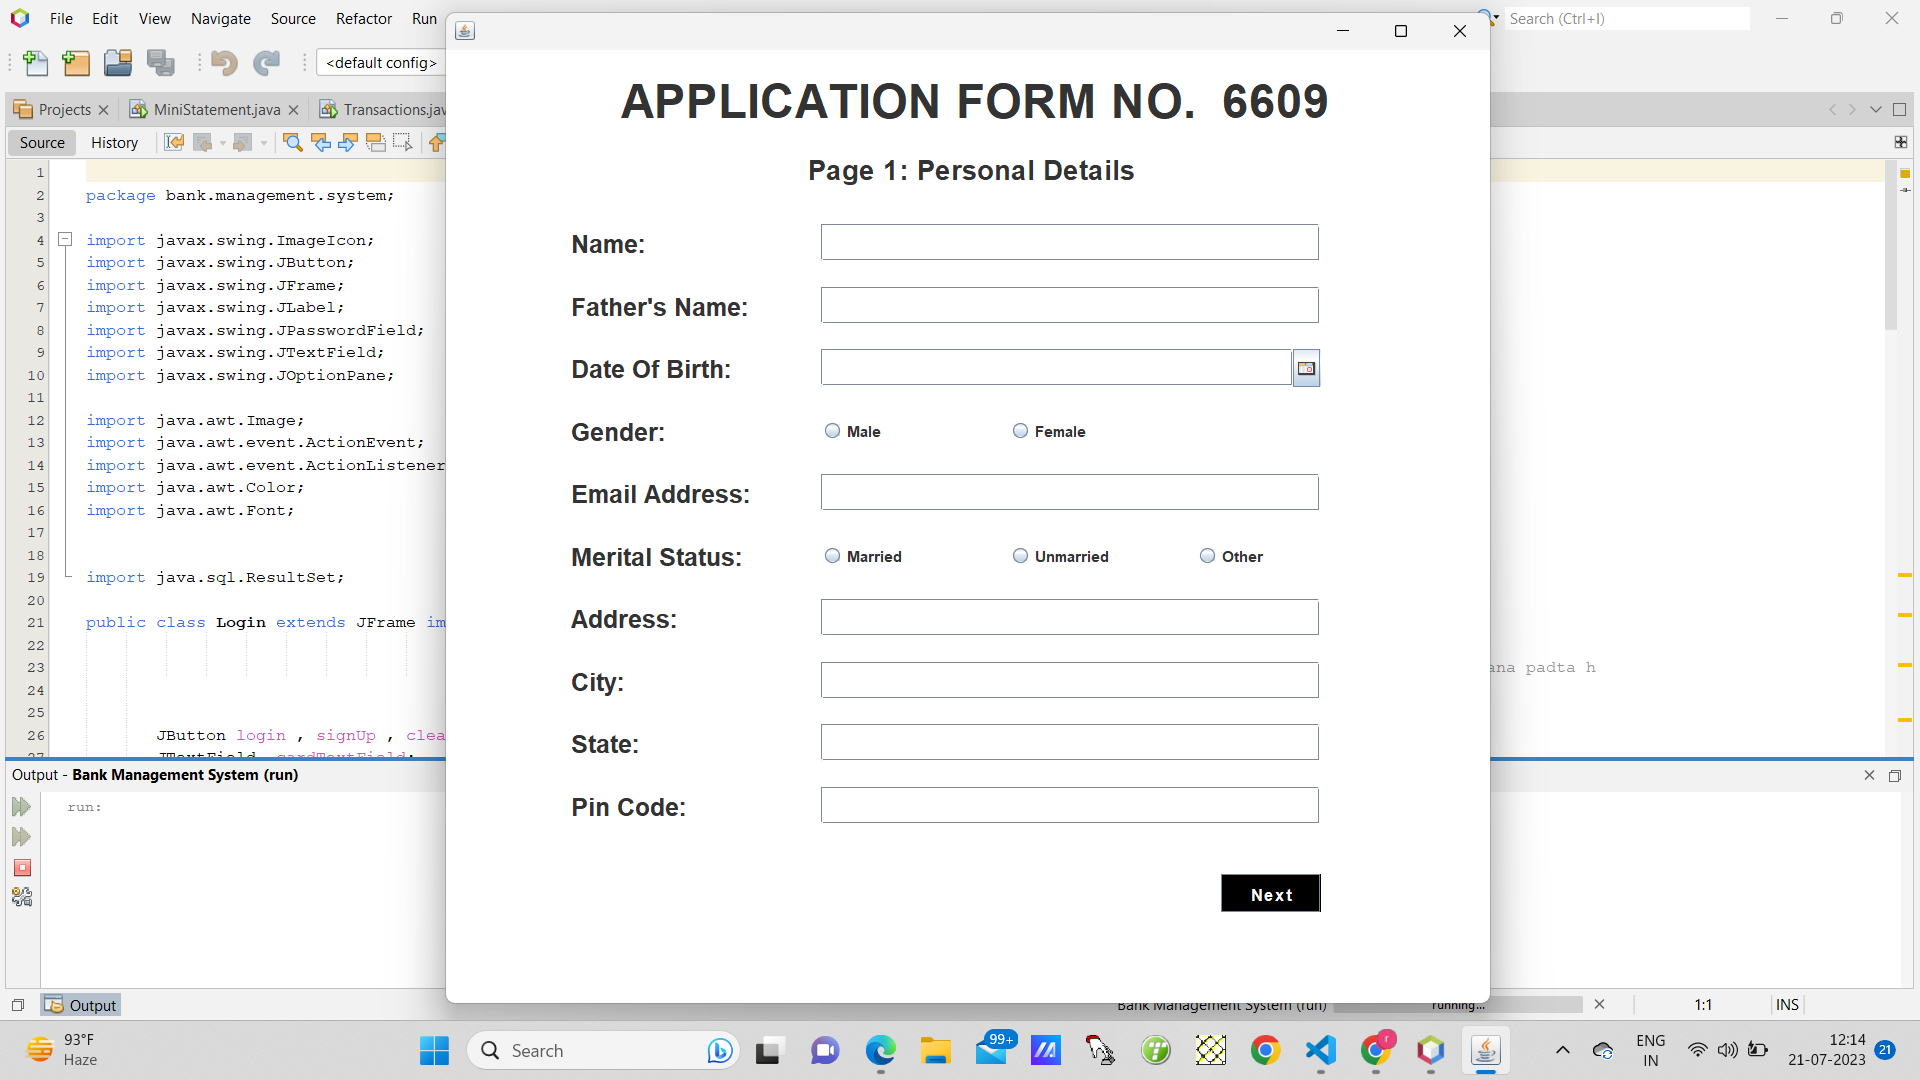 File Edit View Navigate Source Refactor Run
Search (Ctrl+I)
<default config>
Projects MiniStatement.java Transactions.jav
Source History
1
2 package bank.management.system;
3
4 import javax.swing.ImageIcon;
5 import javax.swing.JButton;
6 import javax.swing.JFrame;
7 import javax.swing.JLabel;
8 import javax.swing.JPasswordField;
9 import javax.swing.JTextField;
10 import javax.swing.JOptionPane;
11
12 import java.awt.Image;
13 import java.awt.event.ActionEvent;
14 import java.awt.event.ActionListener
15 import java.awt.Color;
16 import java.awt.Font;
17
18
19 import java.sql.ResultSet;
20
21 public class Login extends JFrame im
22
23 ana padta h
24
25
26 JButton login , signUp , clea
27 JTextField cardTextField;
APPLICATION FORM NO. 6609
Page 1: Personal Details
Name:
Father's Name:
Date Of Birth:
Gender: Male Female
Email Address:
Merital Status: Married Unmarried Other
Address:
City:
State:
Pin Code:
Next
Output - Bank Management System (run)
run:
Output
Bank Management System (run) running... 1:1 INS
93°F
Haze
Search
99+
r
ENG
IN
12:14
21-07-2023
21